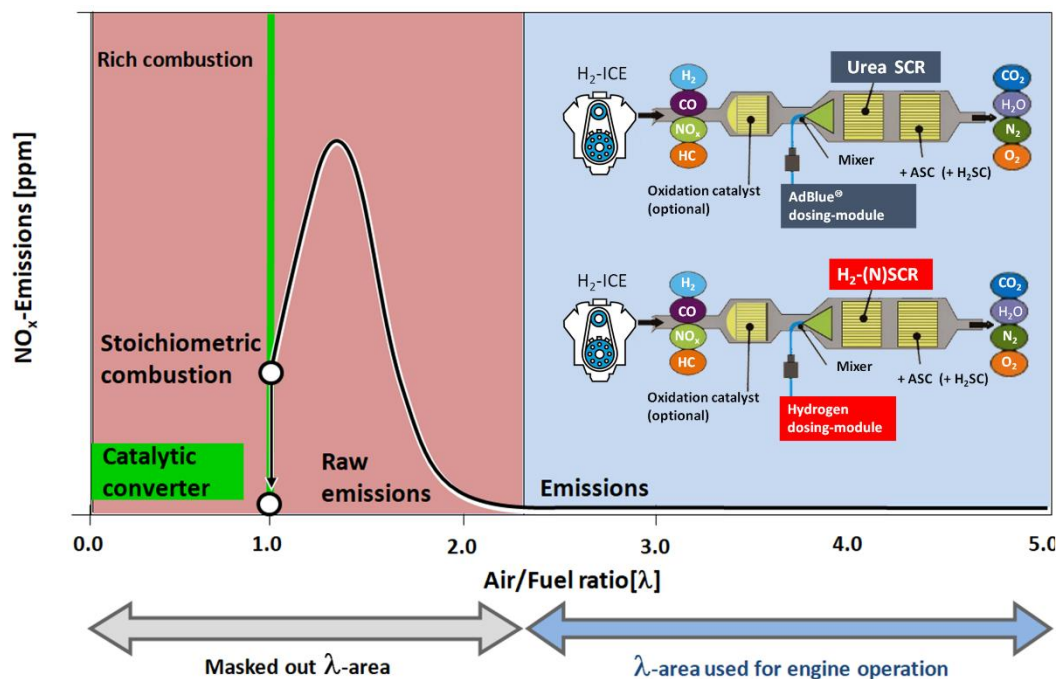 NOx-Emissions [ppm]
Rich combustion
Stoichiometric
combustion
Catalytic
converter
Raw
emissions
Emissions
H2-ICE
H2
CO
NOx
HC
Oxidation catalyst
(optional)
Mixer
AdBlue®
dosing-module
Urea SCR
+ ASC (+ H2SC)
CO2
H2O
N2
O2
H2-ICE
H2
CO
NOx
HC
Oxidation catalyst
(optional)
Mixer
Hydrogen
dosing-module
H2-(N)SCR
+ ASC (+ H2SC)
CO2
H2O
N2
O2
0.0 1.0 2.0 3.0 4.0 5.0
Air/Fuel ratio[λ]
Masked out λ-area
λ-area used for engine operation